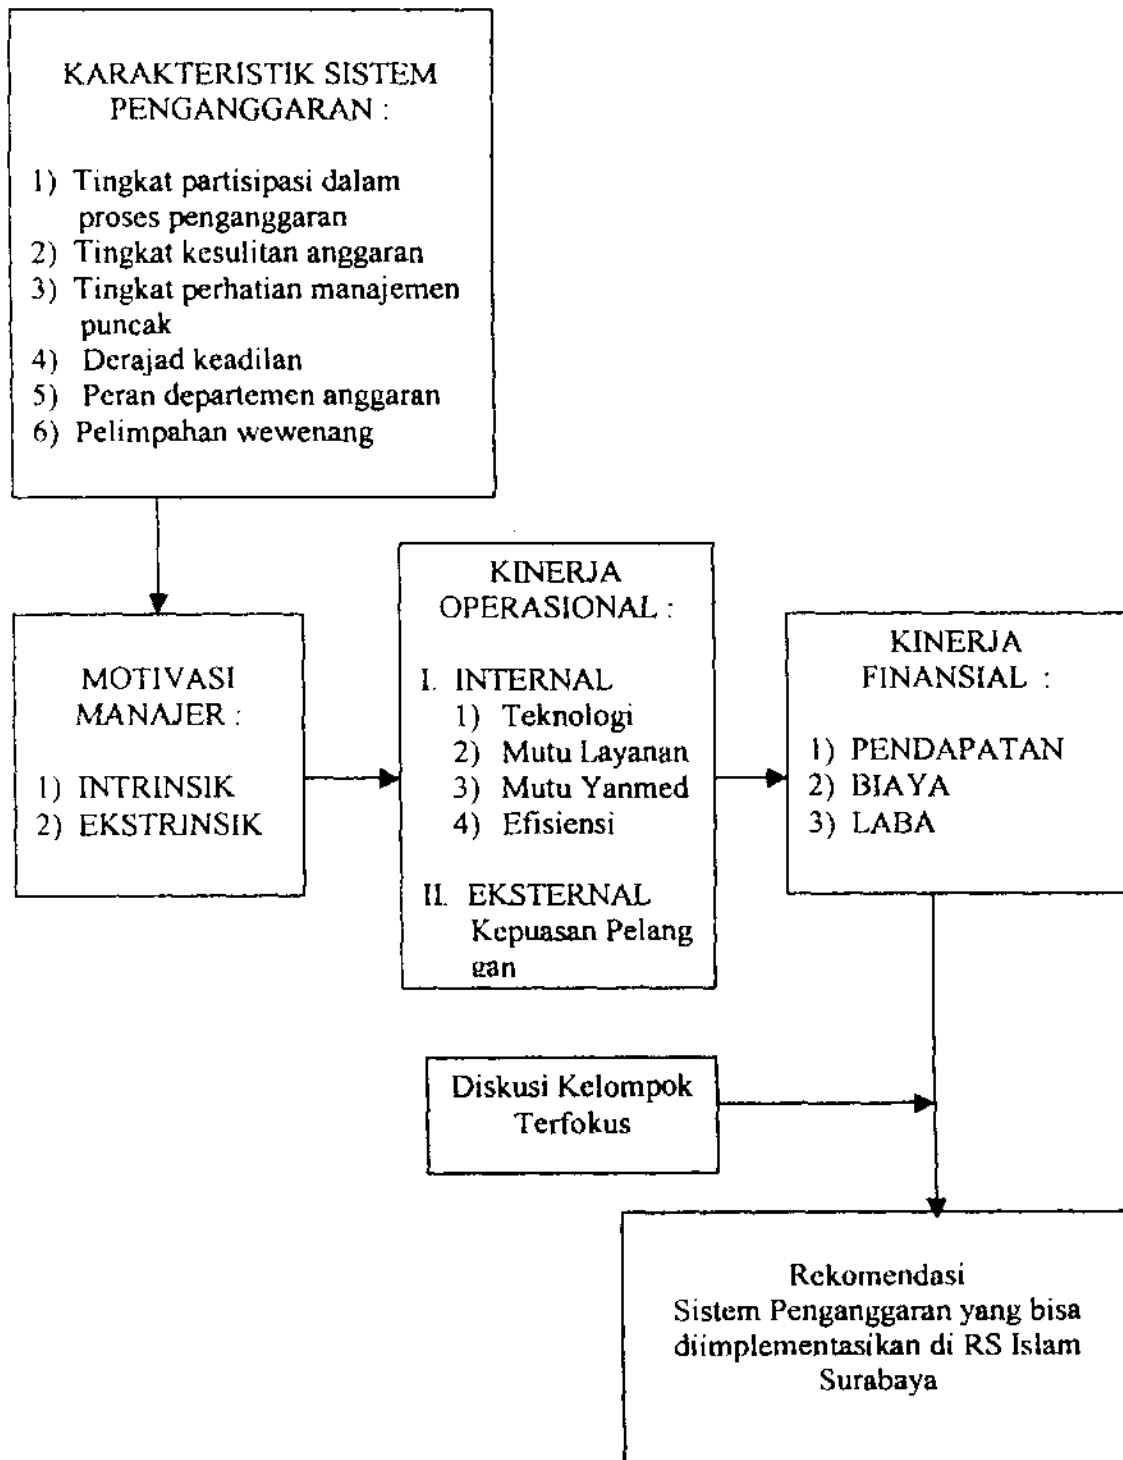 KARAKTERISTIK SISTEM
PENGANGGARAN :
1) Tingkat partisipasi dalam
proses penganggaran
2) Tingkat kesulitan anggaran
3) Tingkat perhatian manajemen
puncak
4) Derajad keadilan
5) Peran departemen anggaran
6) Pelimpahan wewenang
MOTIVASI
MANAJER :
1) INTRINSIK
2) EKSTRINSIK
KINERJA
OPERASIONAL :
I. INTERNAL
1) Teknologi
2) Mutu Layanan
3) Mutu Yanmed
4) Efisiensi
II. EKSTERNAL
Kepuasan Pelang
gan
KINERJA
FINANSIAL :
1) PENDAPATAN
2) BIAYA
3) LABA
Diskusi Kelompok
Terfokus
Rekomendasi
Sistem Penganggaran yang bisa
diimplementasikan di RS Islam
Surabaya